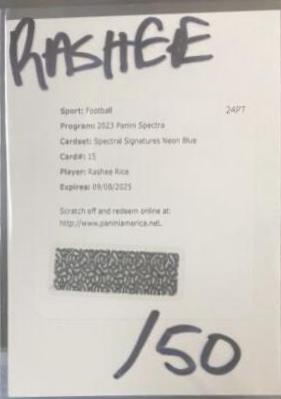 RASHEE
Sport: Football 24PT
Program: 2023 Panini Spectra
Cardset: Spectral Signatures Neon Blue
Card#: 15
Player: Rashee Rice
Expires: 09/08/2025
Scratch off and redeem online at:
http://www.paniniamerica.net.
/50